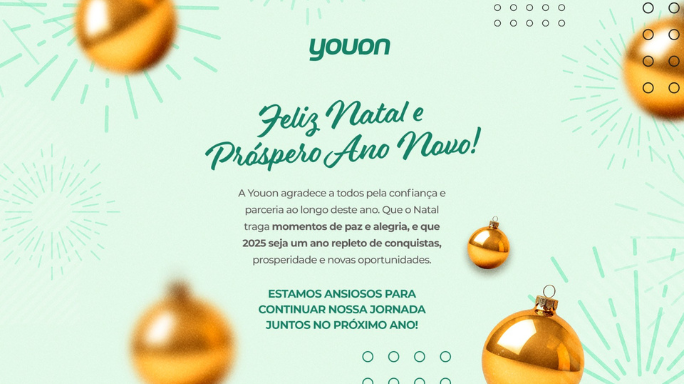 youon
Feliz Natal e
Próspero Ano Novo!
A Youon agradece a todos pela confiança e
parceria ao longo deste ano. Que o Natal
traga momentos de paz e alegria, e que
2025 seja um ano repleto de conquistas,
prosperidade e novas oportunidades.
ESTAMOS ANSIOSOS PARA
CONTINUAR NOSSA JORNADA
JUNTOS NO PRÓXIMO ANO!